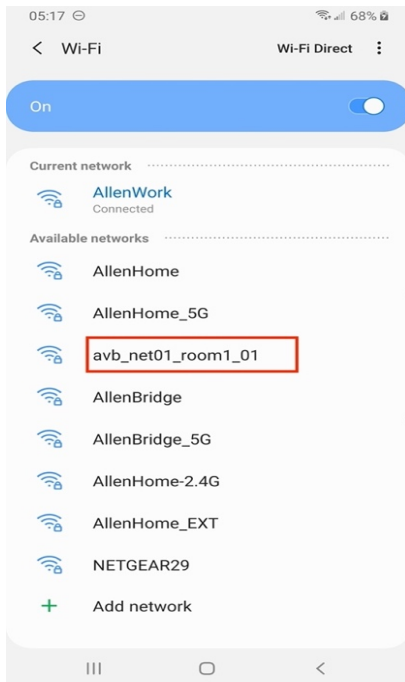 05:17 68%
Wi-Fi Wi-Fi Direct
On
Current network
AllenWork
Connected
Available networks
AllenHome
AllenHome_5G
avb_net01_room1_01
AllenBridge
AllenBridge_5G
AllenHome-2.4G
AllenHome_EXT
NETGEAR29
Add network